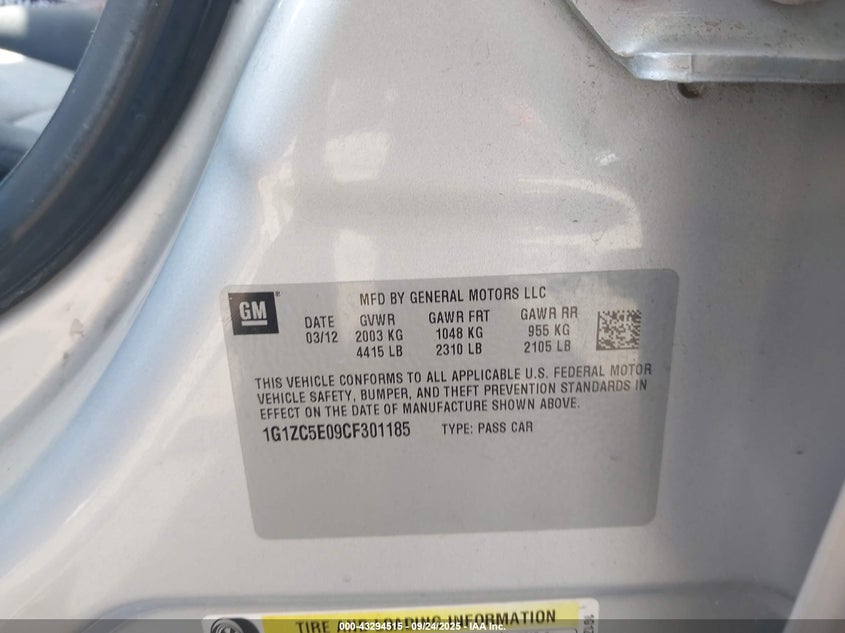 GM
MFD BY GENERAL MOTORS LLC
DATE GVWR GAWR FRT GAWR RR
03/12 2003 KG 1048 KG 955 KG
4415 LB 2310 LB 2105 LB
THIS VEHICLE CONFORMS TO ALL APPLICABLE U.S. FEDERAL MOTOR
VEHICLE SAFETY, BUMPER, AND THEFT PREVENTION STANDARDS IN
EFFECT ON THE DATE OF MANUFACTURE SHOWN ABOVE.
1G1ZC5E09CF301185 TYPE: PASS CAR
TIRE AND LOADING INFORMATION
000-43294515 - 09/24/2025 - IAA Inc.